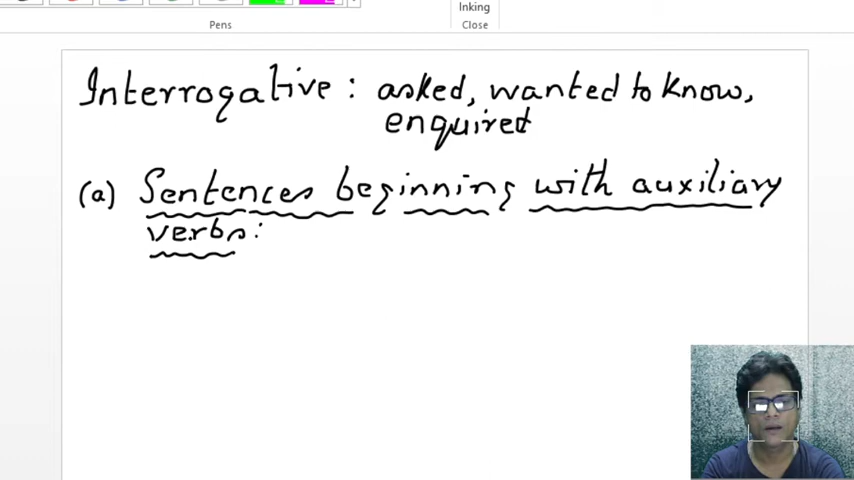 Inking
Pens
Close
Interrogative : asked, wanted to know,
enquired
(a) Sentences beginning with auxiliary
verbs: